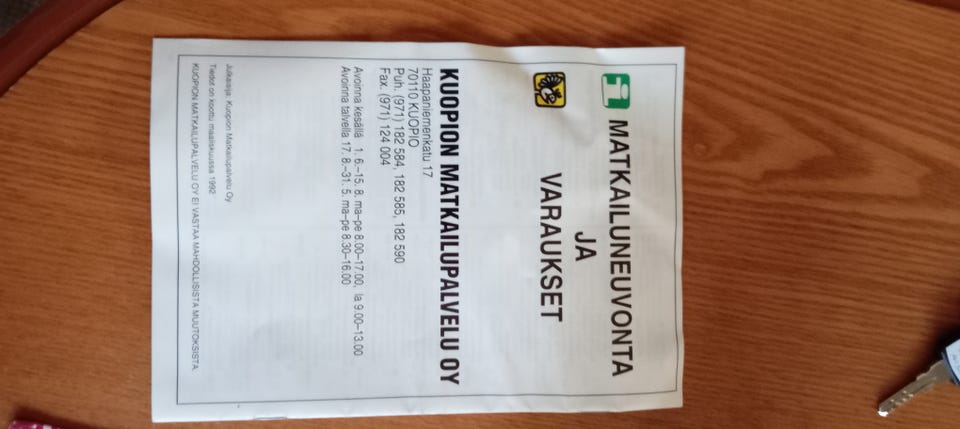 i MATKAILUNEUVONTA
JA
VARAUKSET
KUOPION MATKAILUPALVELU OY
Haapaniemenkatu 17
70110 KUOPIO
Puh. (971) 182 584, 182 585, 182 590
Fax. (971) 124 004
Avoinna kesällä 1. 6.–15. 8. ma–pe 8.00–17.00, la 9.00–13.00
Avoinna talvella 17. 8.–31. 5. ma–pe 8.30–16.00
Julkaisija: Kuopion Matkailupalvelu Oy
Tiedot on koottu maaliskuussa 1992
KUOPION MATKAILUPALVELU OY EI VASTAA MAHDOLLISISTA MUUTOKSISTA.